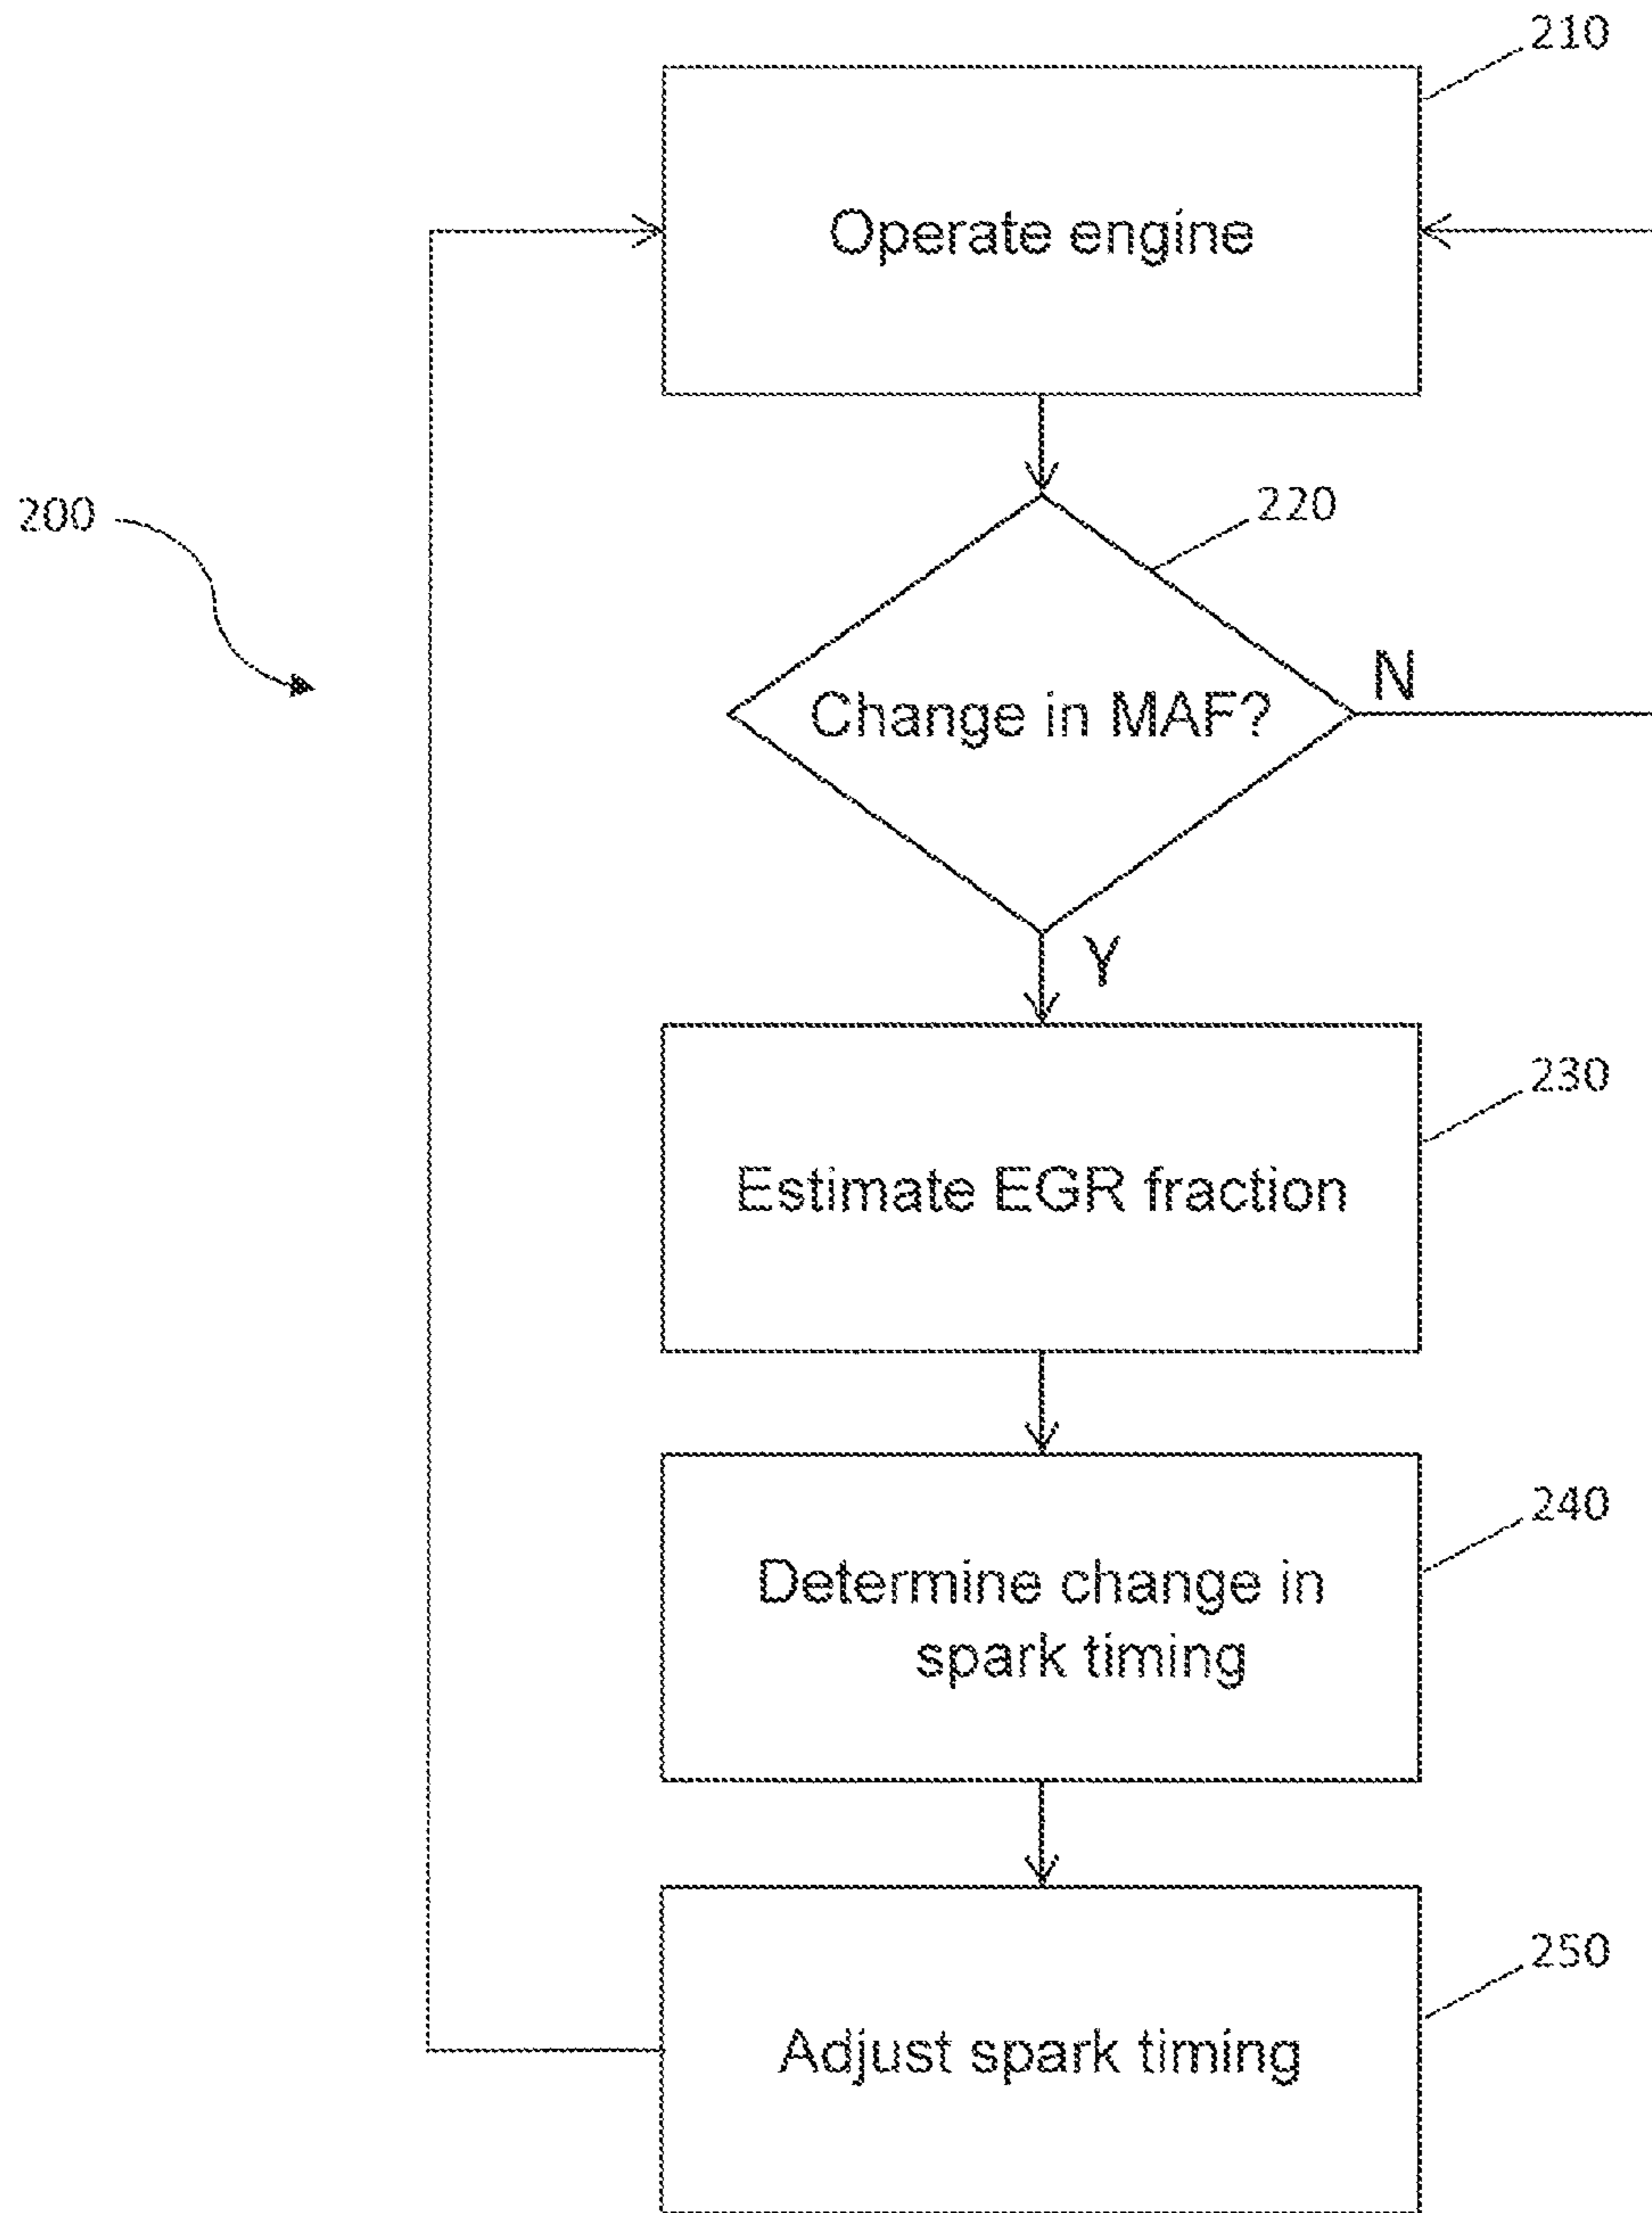 210
Operate engine
200
220
N
Change in MAF?
Y
230
Estimate EGR fraction
240
Determine change in
spark timing
250
Adjust spark timing